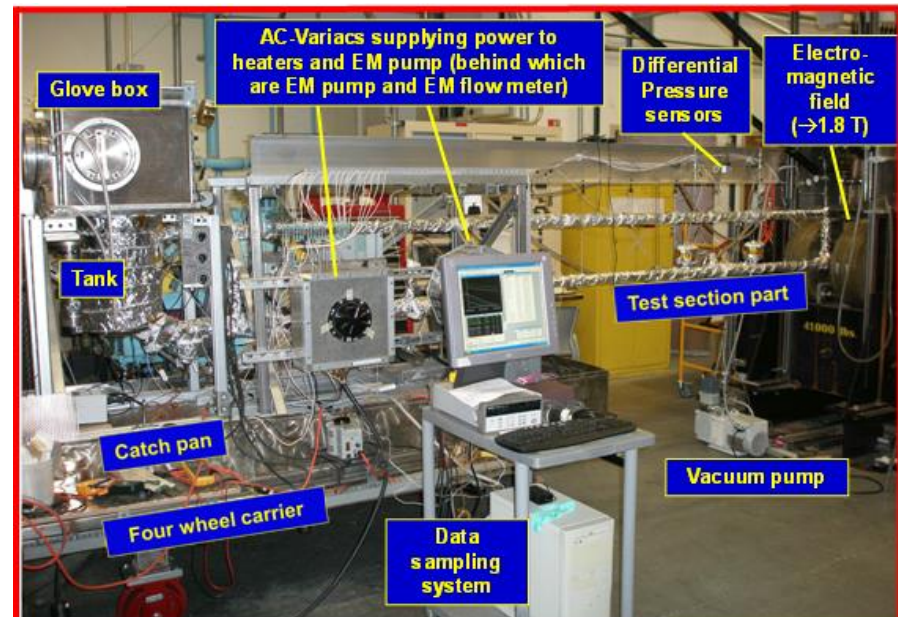 AC-Variacs supplying power to
heaters and EM pump (behind which
are EM pump and EM flow meter)
Glove box
Differential
Pressure
sensors
Electro-
magnetic
field
(→1.8 T)
Tank
Test section part
41000 lbs
Catch pan
Four wheel carrier
Vacuum pump
Data
sampling
system